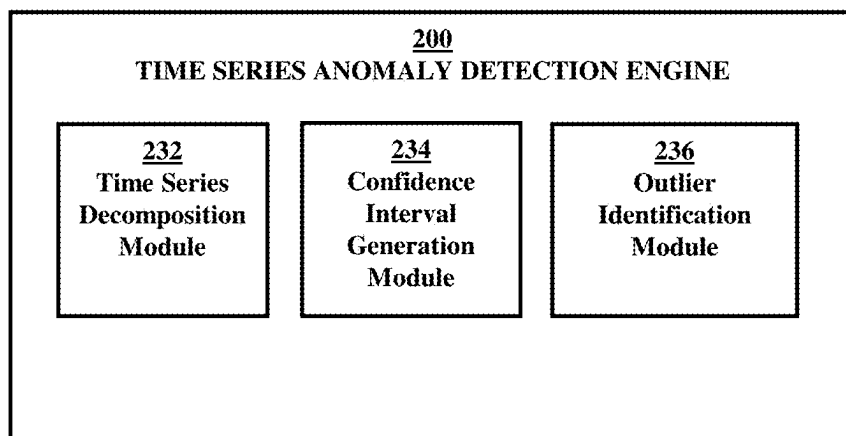 200
TIME SERIES ANOMALY DETECTION ENGINE
232
Time Series
Decomposition
Module
234
Confidence
Interval
Generation
Module
236
Outlier
Identification
Module